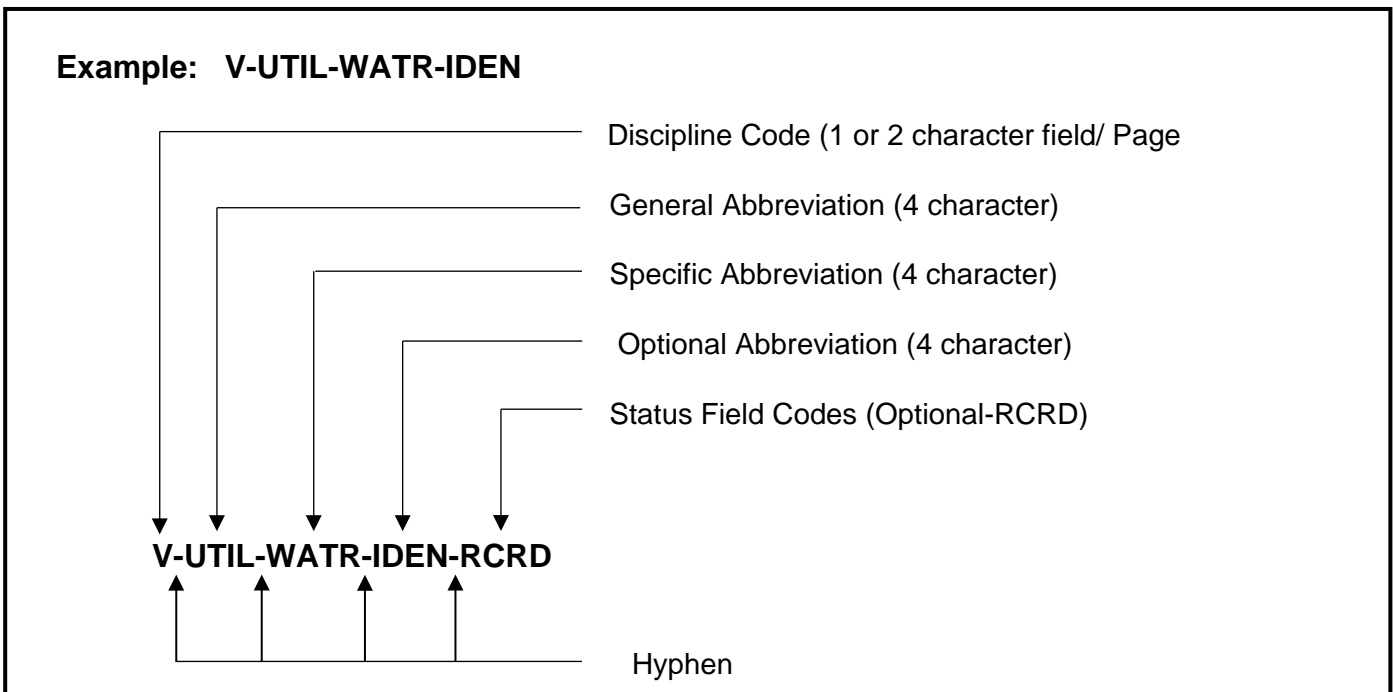 Example: V-UTIL-WATR-IDEN
Discipline Code (1 or 2 character field/ Page
General Abbreviation (4 character)
Specific Abbreviation (4 character)
Optional Abbreviation (4 character)
Status Field Codes (Optional-RCRD)
V-UTIL-WATR-IDEN-RCRD
Hyphen